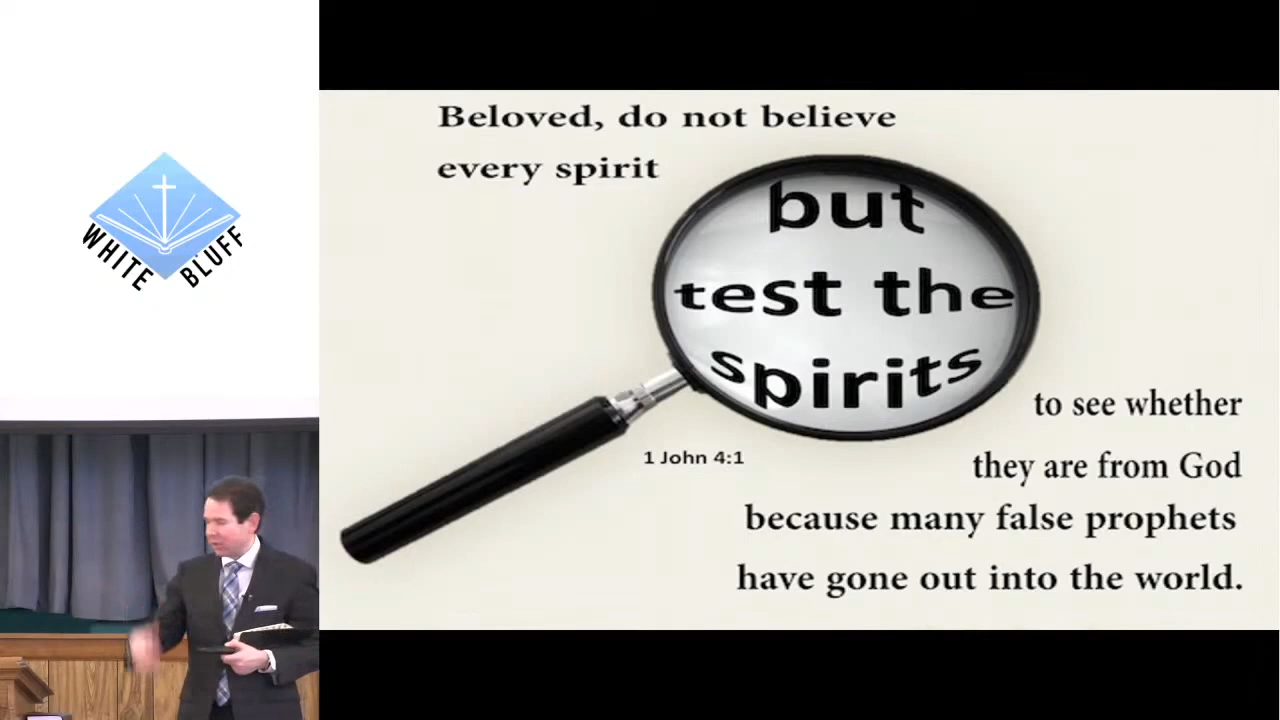 WHITE BLUFF
Beloved, do not believe
every spirit
but
test the
spirits
to see whether
they are from God
1 John 4:1
because many false prophets
have gone out into the world.